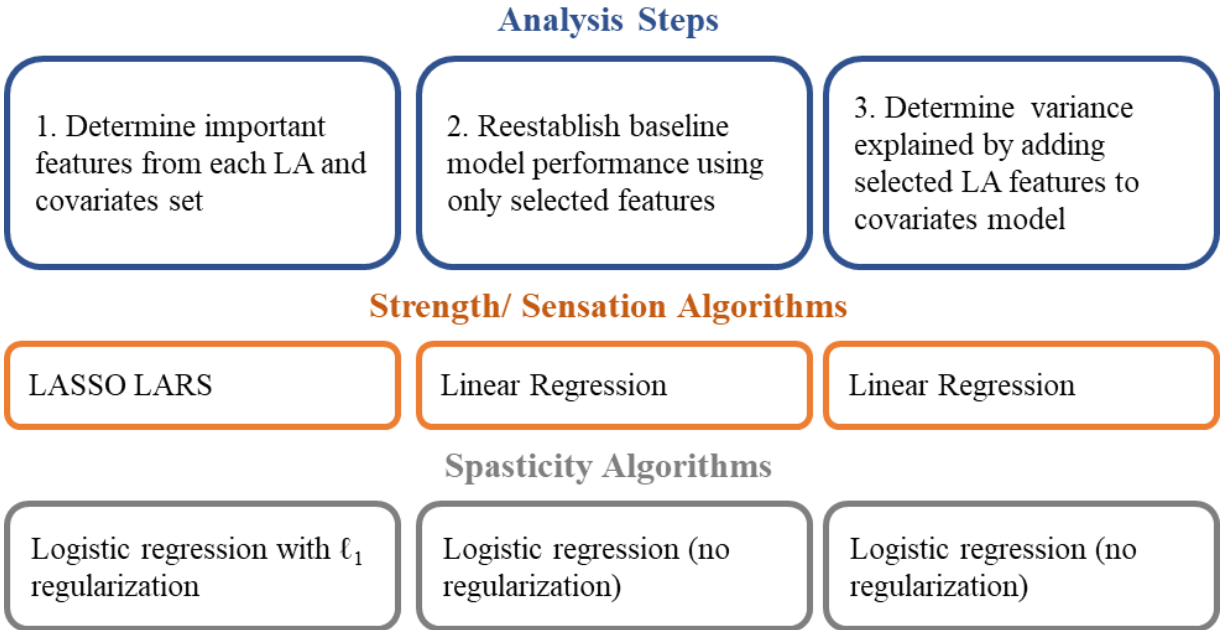 Analysis Steps
1. Determine important
features from each LA and
covariates set
2. Reestablish baseline
model performance using
only selected features
3. Determine variance
explained by adding
selected LA features to
covariates model
Strength/ Sensation Algorithms
LASSO LARS
Linear Regression
Linear Regression
Spasticity Algorithms
Logistic regression with ℓ₁
regularization
Logistic regression (no
regularization)
Logistic regression (no
regularization)